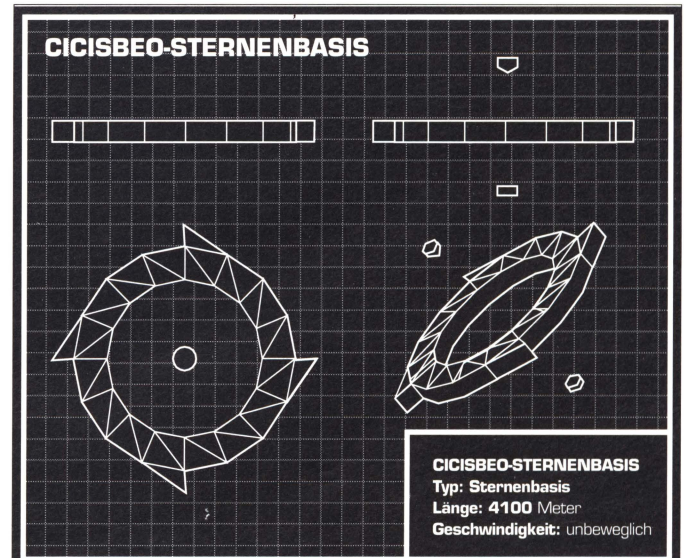 CICISBEO-STERNENBASIS
CICISBEO-STERNENBASIS
Typ: Sternenbasis
Länge: 4100 Meter
Geschwindigkeit: unbeweglich